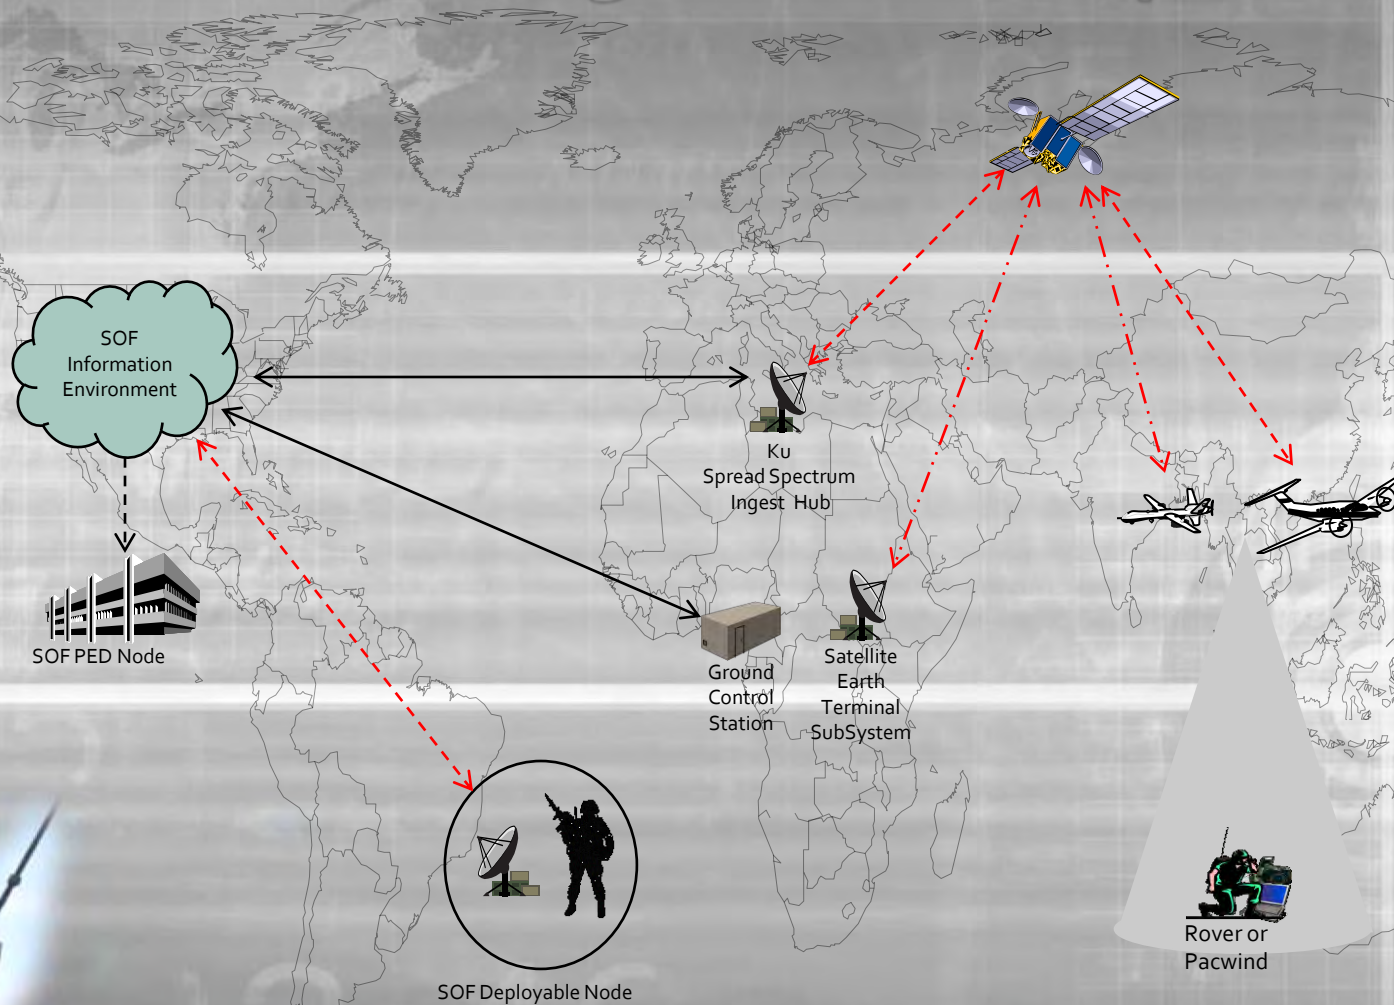 SOF
Information
Environment
SOF PED Node
Ku
Spread Spectrum
Ingest Hub
Ground
Control
Station
Satellite
Earth
Terminal
SubSystem
SOF Deployable Node
Rover or
Pacwind